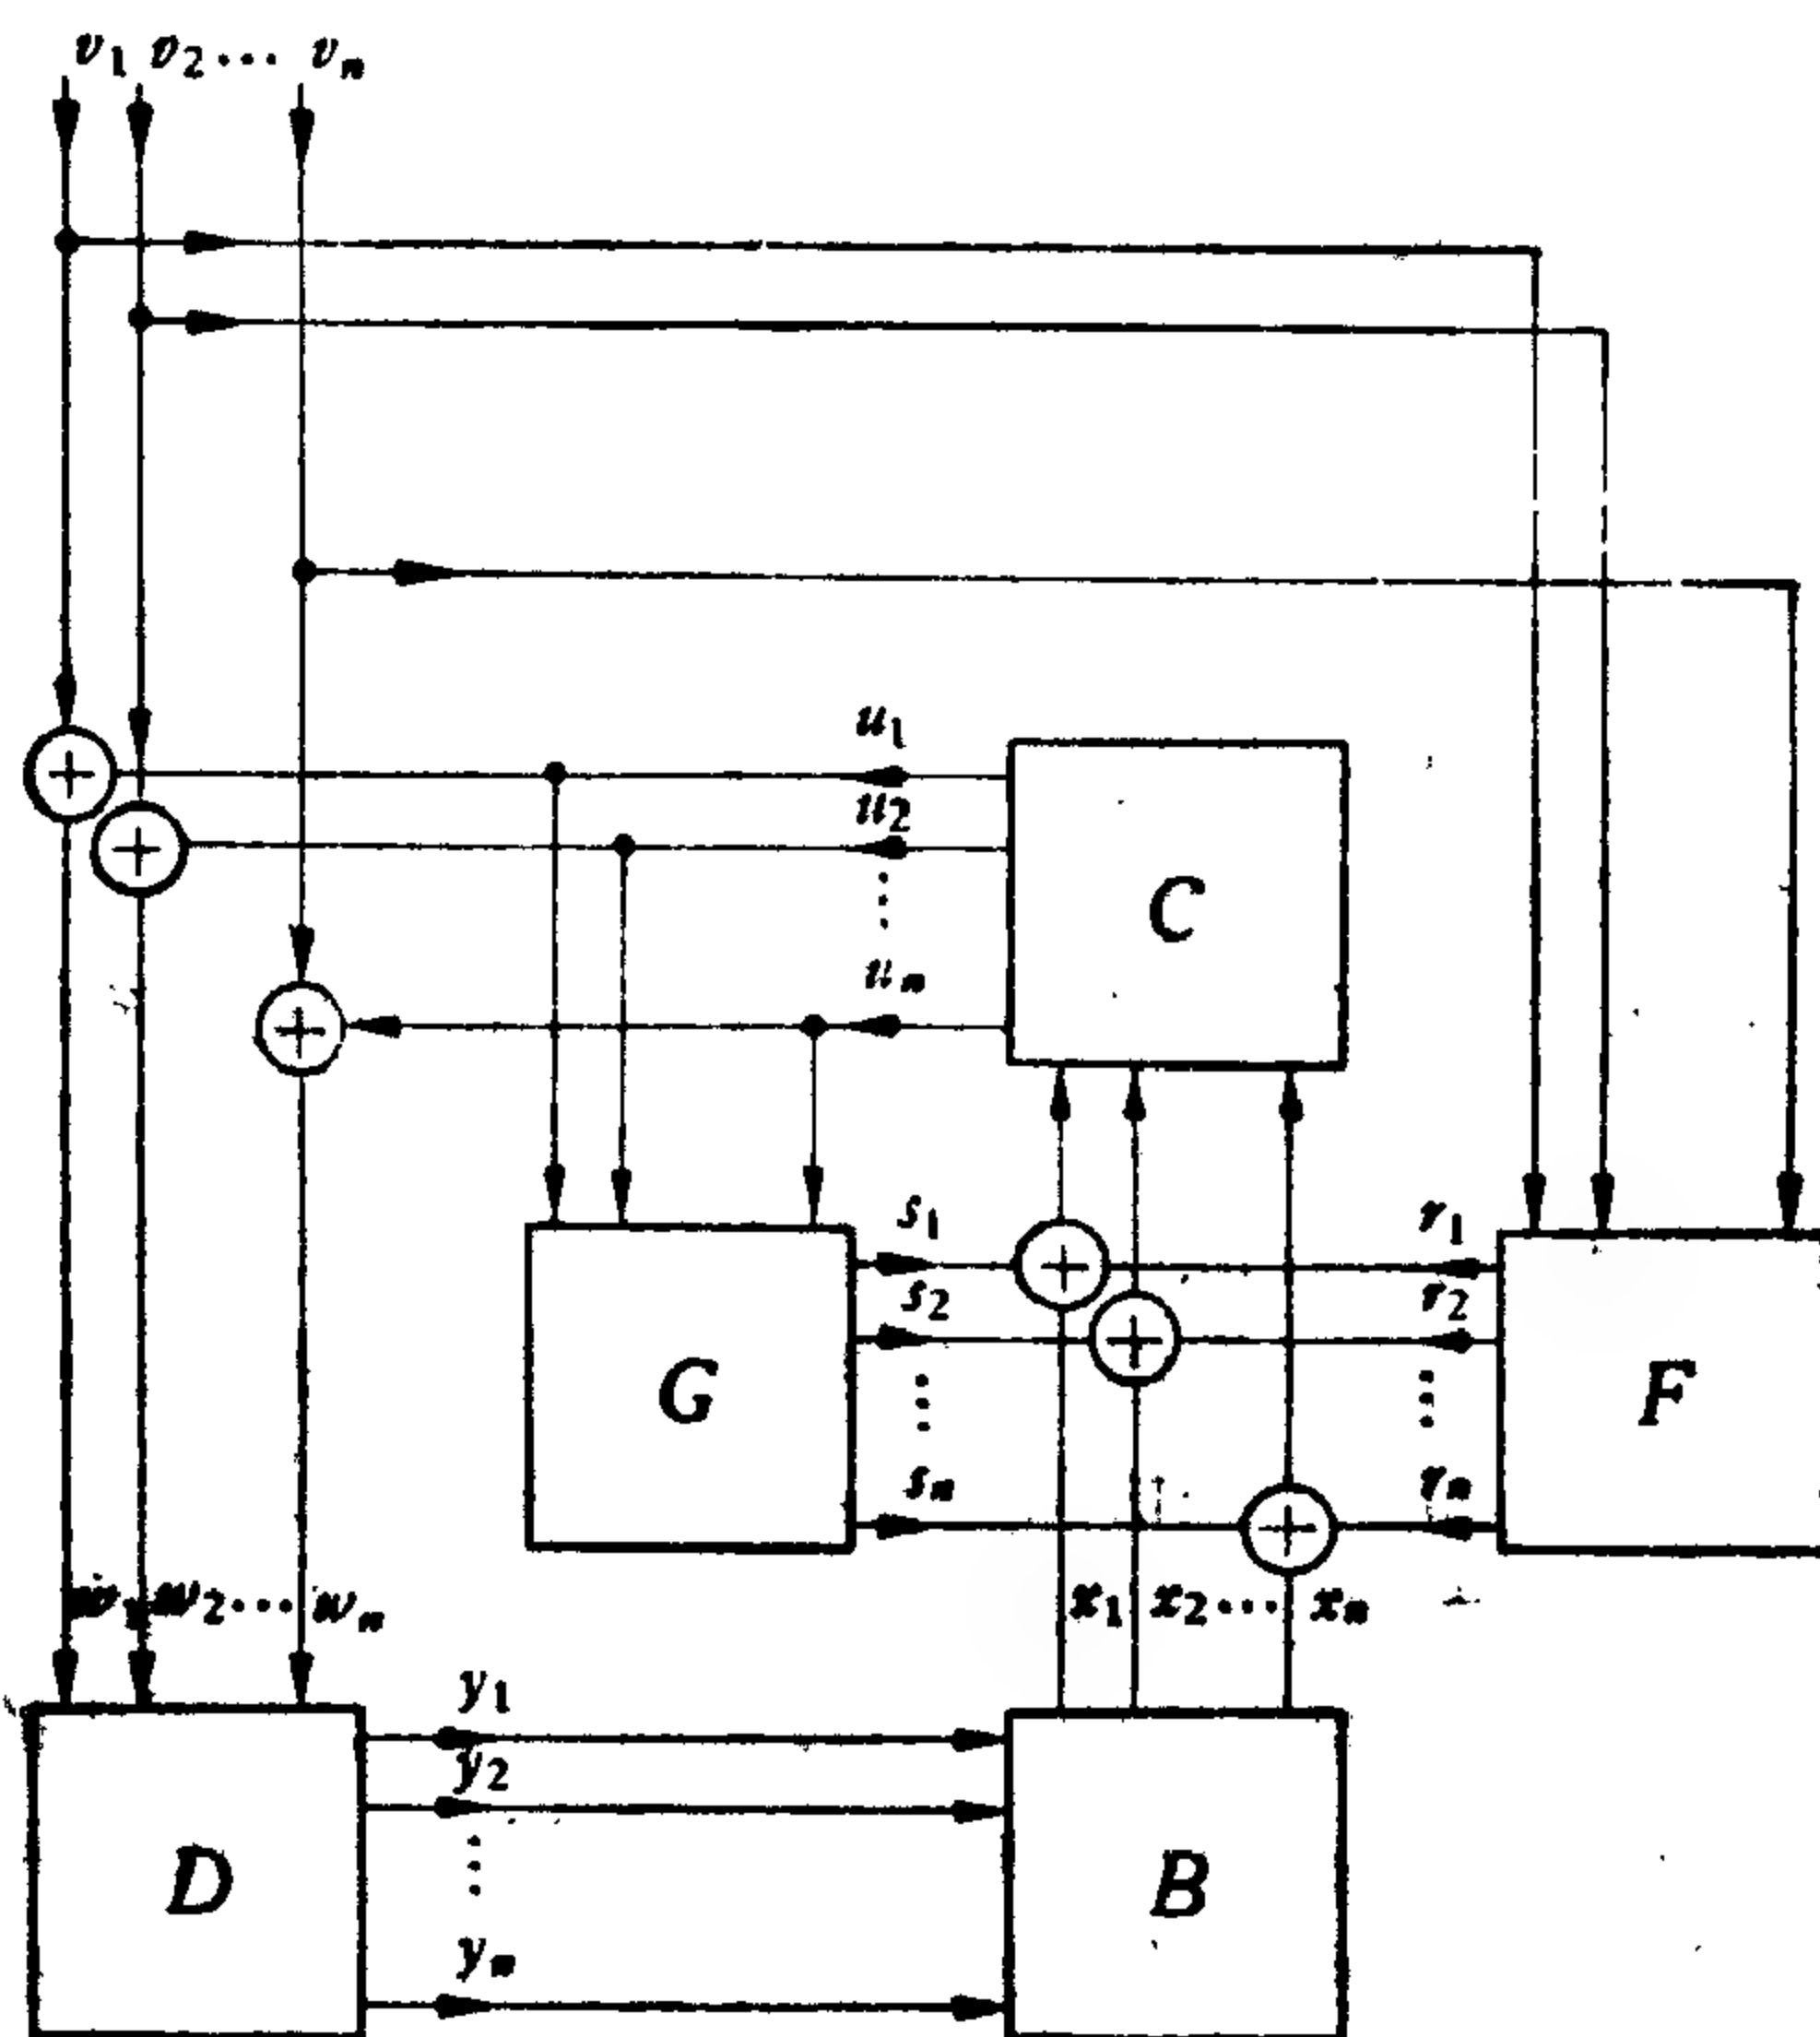 v₁ v₂ ··· vₙ
u₁
u₂
⋮
uₙ
C
s₁
s₂
⋮
sₙ
G
r₁
r₂
⋮
rₙ
F
w₂ ··· wₙ
x₁ x₂ ··· xₙ
y₁
y₂
⋮
yₙ
D
B